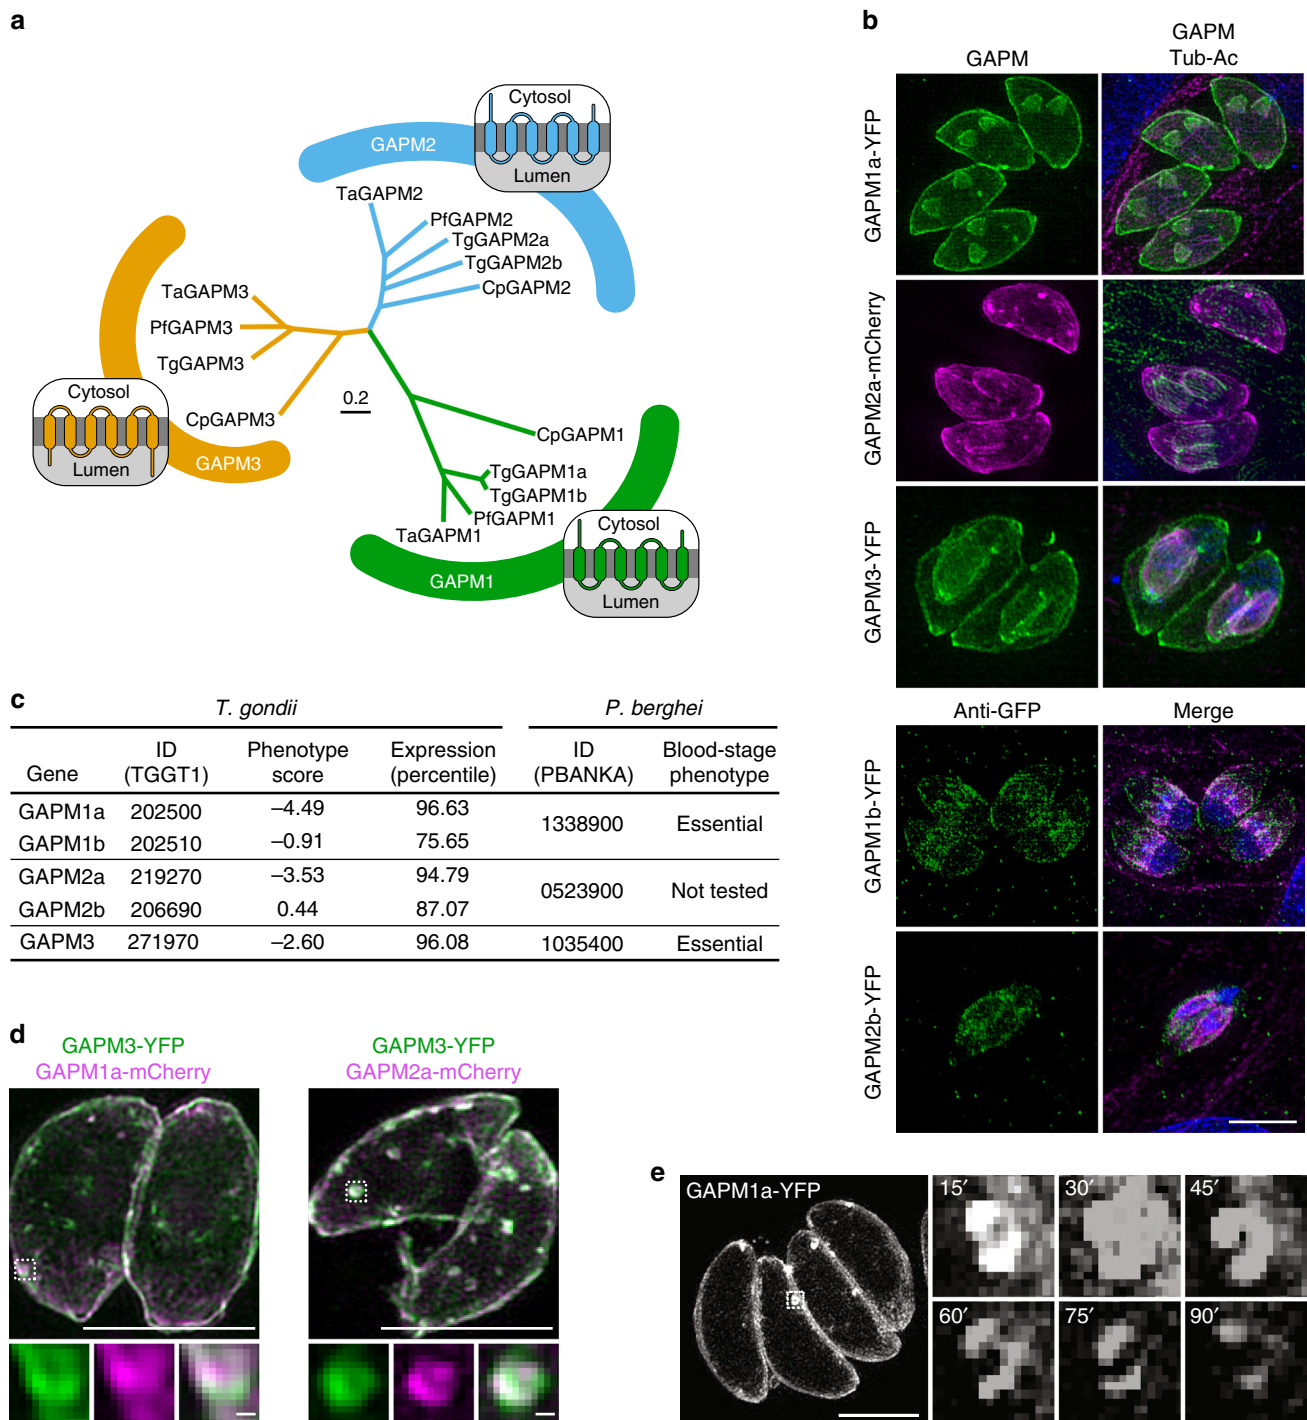 a
Cytosol
GAPM2
Lumen
TaGAPM2
PfGAPM2
TgGAPM2a
TgGAPM2b
CpGAPM2
TaGAPM3
PfGAPM3
TgGAPM3
CpGAPM3
Cytosol
Lumen
GAPM3
0.2
CpGAPM1
TgGAPM1a
TgGAPM1b
PfGAPM1
TaGAPM1
Cytosol
Lumen
GAPM1
b
GAPM
GAPM
Tub-Ac
GAPM1a-YFP
GAPM2a-mCherry
GAPM3-YFP
Anti-GFP
Merge
GAPM1b-YFP
GAPM2b-YFP
c
T. gondii P. berghei
Gene ID (TGGT1) Phenotype score Expression (percentile) ID (PBANKA) Blood-stage phenotype
GAPM1a 202500 –4.49 96.63 1338900 Essential
GAPM1b 202510 –0.91 75.65
GAPM2a 219270 –3.53 94.79 0523900 Not tested
GAPM2b 206690 0.44 87.07
GAPM3 271970 –2.60 96.08 1035400 Essential
d
GAPM3-YFP
GAPM1a-mCherry
GAPM3-YFP
GAPM2a-mCherry
e
GAPM1a-YFP
15′
30′
45′
60′
75′
90′